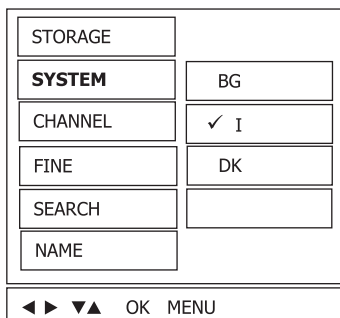 STORAGE
SYSTEM BG
CHANNEL ✓ I
FINE DK
SEARCH
NAME
◀ ▶ ▼▲ OK MENU